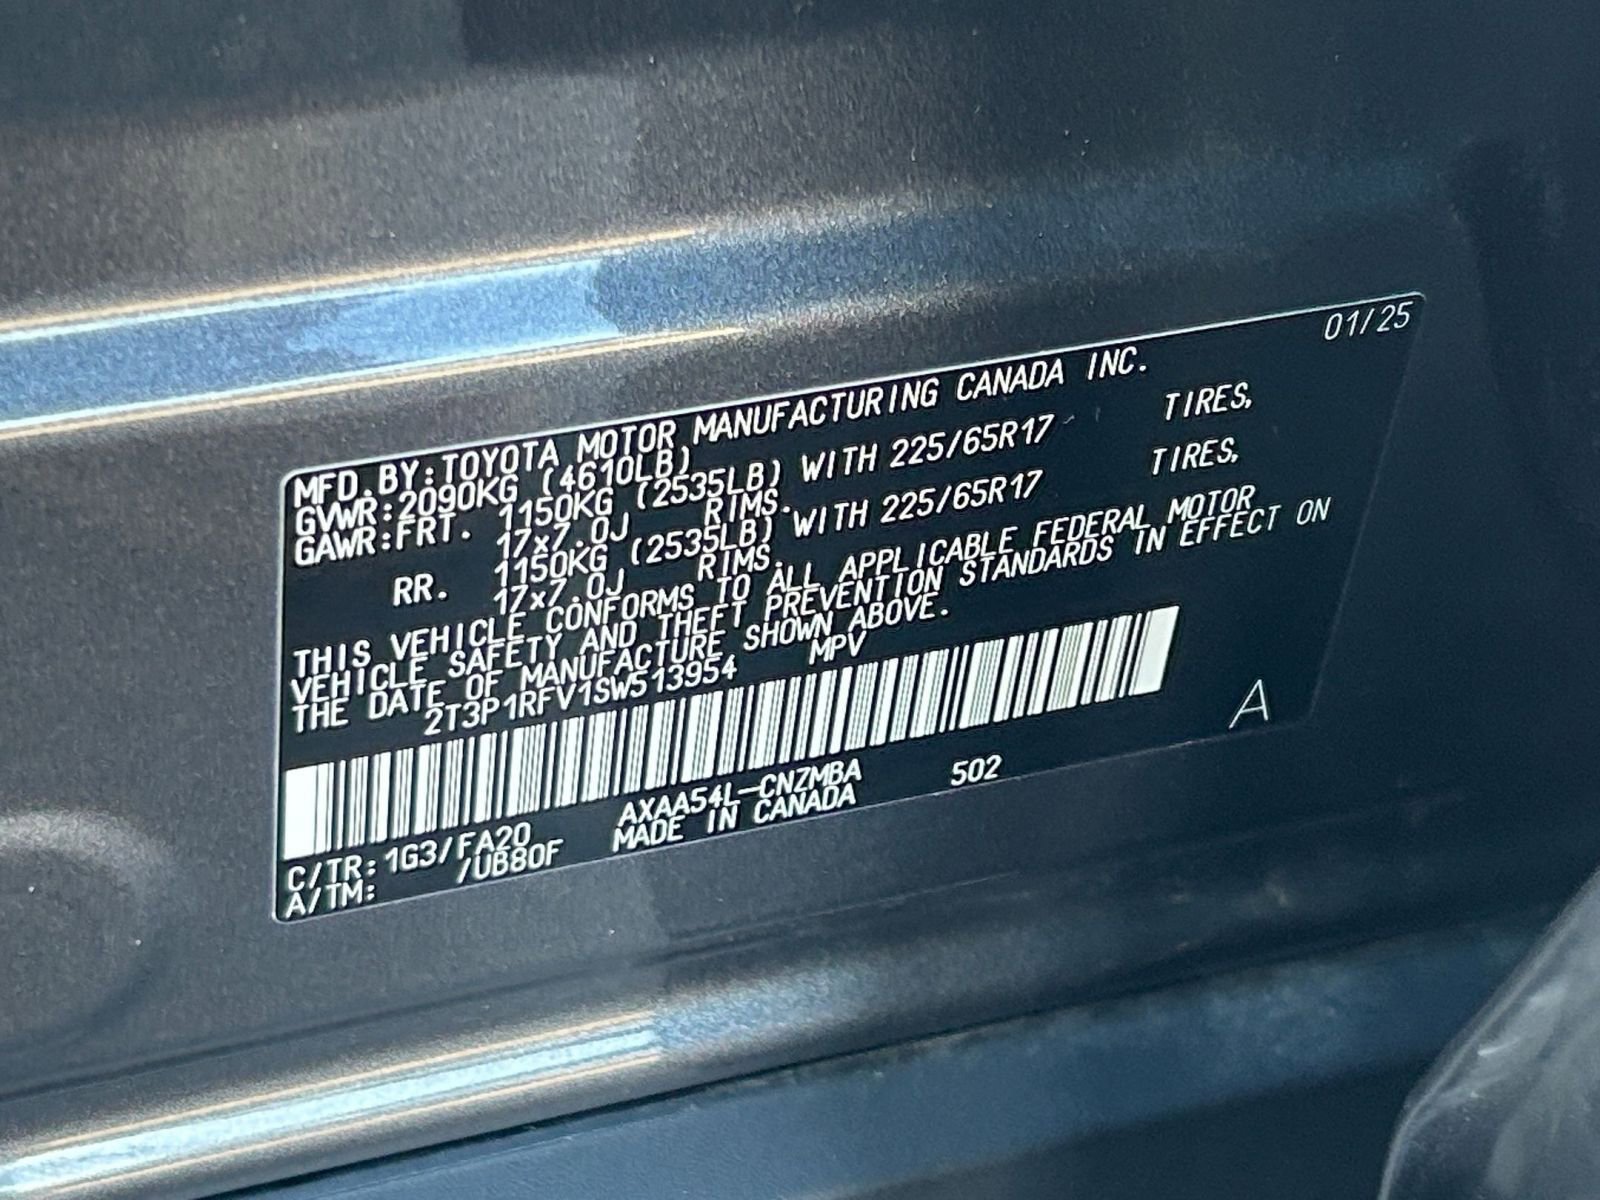 01/25
MFD.BY:TOYOTA MOTOR MANUFACTURING CANADA INC.
GVWR:2090KG (4610LB)
GAWR:FRT. 1150KG (2535LB) WITH 225/65R17 TIRES,
17x7.0J RIMS.
RR. 1150KG (2535LB) WITH 225/65R17 TIRES,
17x7.0J RIMS.
THIS VEHICLE CONFORMS TO ALL APPLICABLE FEDERAL MOTOR
VEHICLE SAFETY AND THEFT PREVENTION STANDARDS IN EFFECT ON
THE DATE OF MANUFACTURE SHOWN ABOVE.
2T3P1RFV1SW513954 MPV
A
C/TR:1G3/FA20 AXAA54L-CNZMBA 502
A/TM: /UB80F MADE IN CANADA